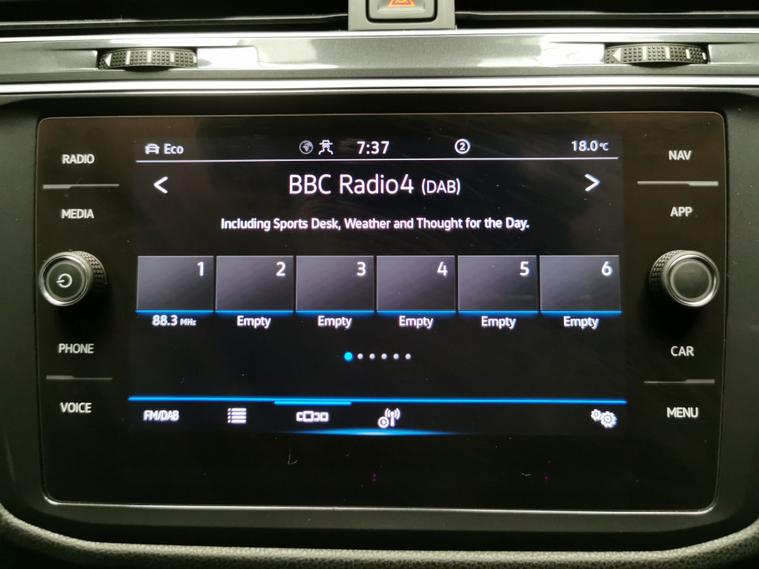 RADIO
MEDIA
PHONE
VOICE
Eco
7:37
2
18.0°C
< BBC Radio4 (DAB) >
Including Sports Desk, Weather and Thought for the Day.
1 2 3 4 5 6
88.3 MHz Empty Empty Empty Empty Empty
FM/DAB
NAV
APP
CAR
MENU